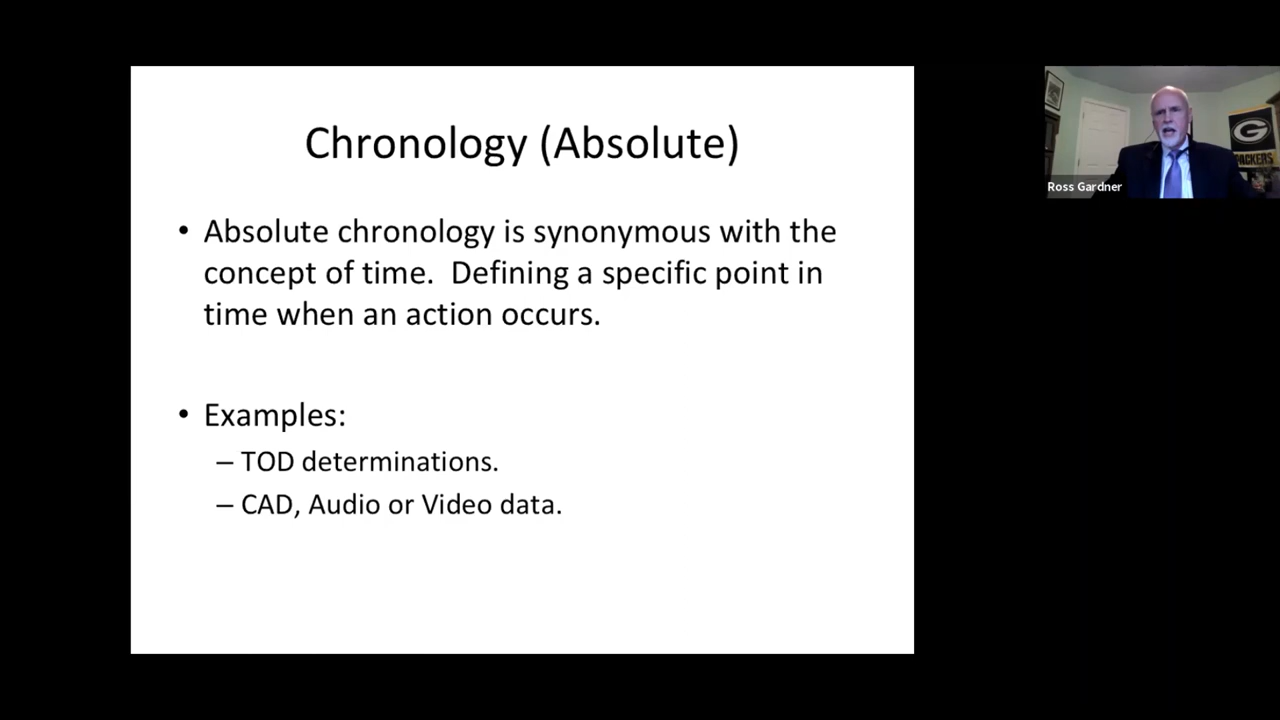 Chronology (Absolute)
• Absolute chronology is synonymous with the
concept of time.  Defining a specific point in
time when an action occurs.
• Examples:
– TOD determinations.
– CAD, Audio or Video data.
Ross Gardner
G
PACKERS